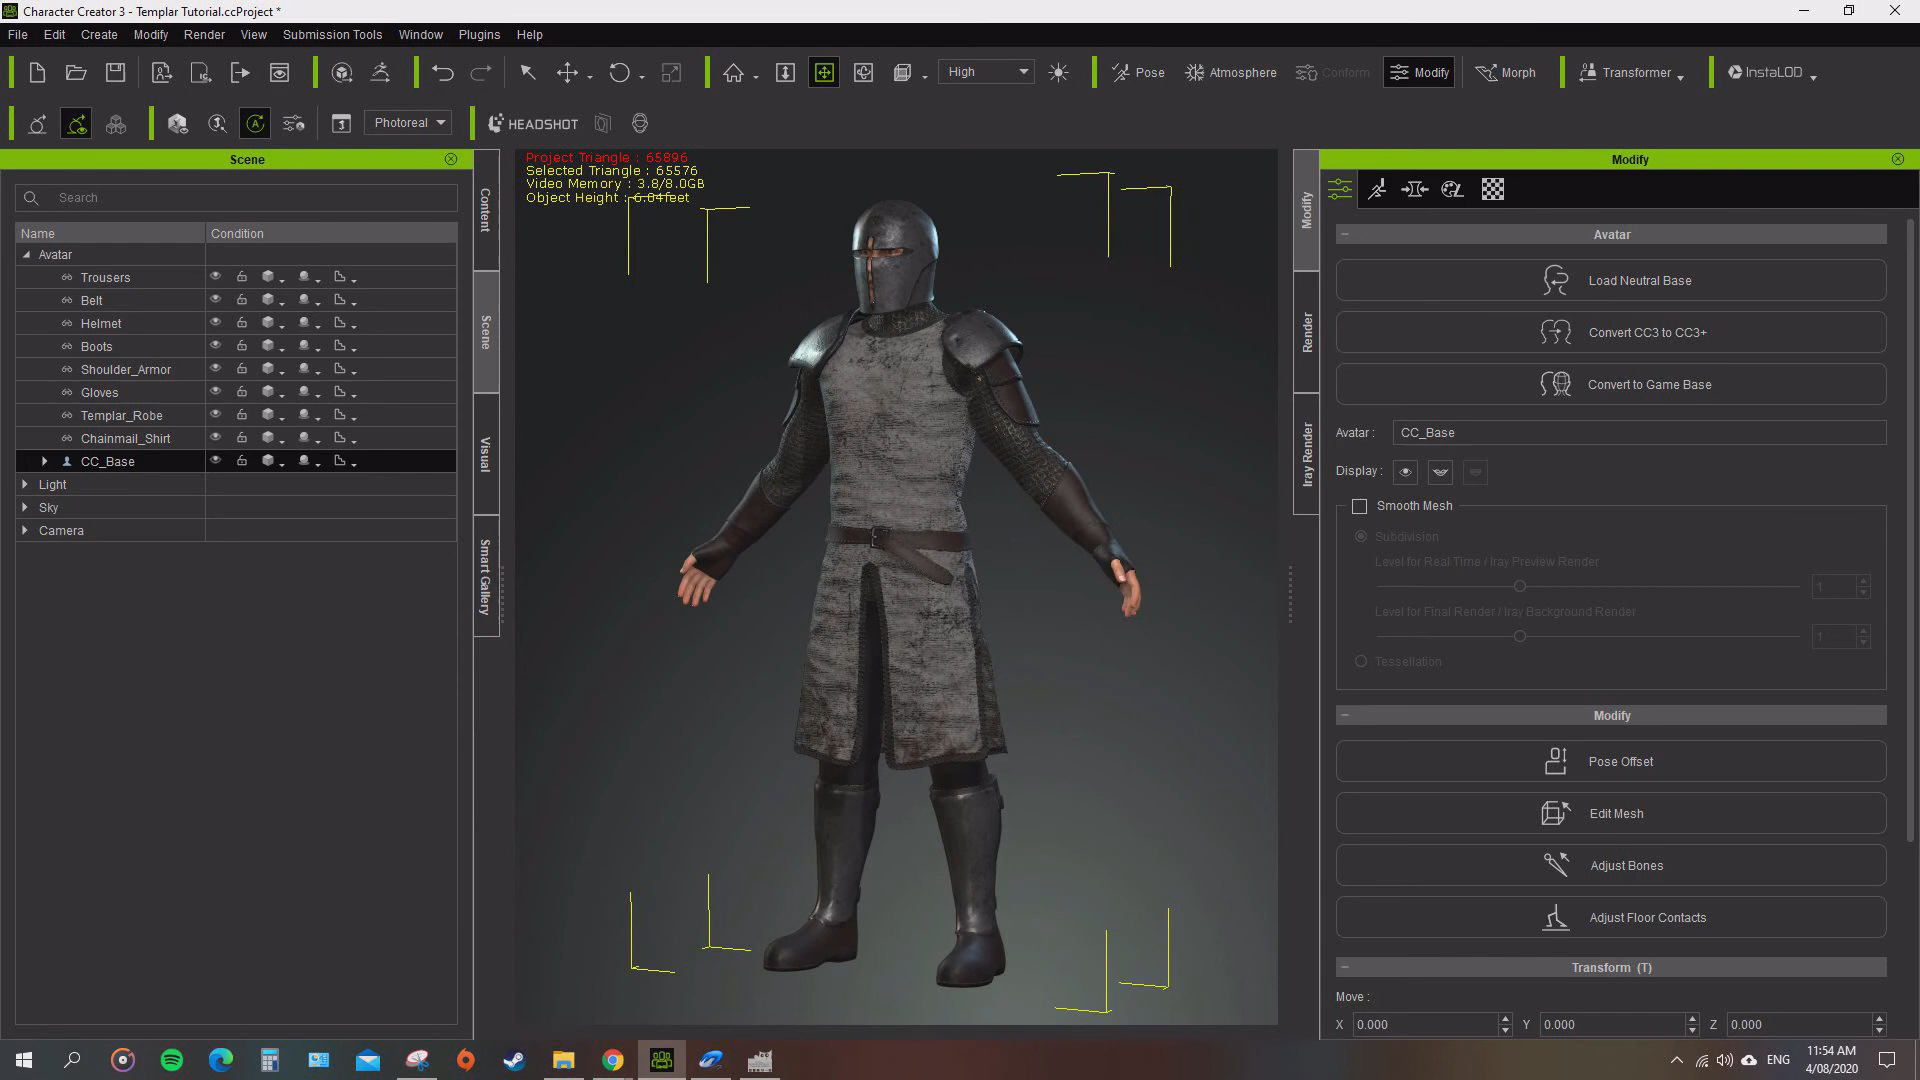 Character Creator 3 - Templar Tutorial.ccProject *
File Edit Create Modify Render View Submission Tools Window Plugins Help
High Pose Atmosphere Conform Modify Morph Transformer InstaLOD
Photoreal HEADSHOT
Scene
Search
Name Condition
Avatar
Trousers
Belt
Helmet
Boots
Shoulder_Armor
Gloves
Templar_Robe
Chainmail_Shirt
CC_Base
Light
Sky
Camera
Content
Scene
Visual
Smart Gallery
Project Triangle : 65896
Selected Triangle : 65576
Video Memory : 3.8/8.0GB
Object Height : 6.04feet
Modify
Render
Iray Render
Modify
Avatar
Load Neutral Base
Convert CC3 to CC3+
Convert to Game Base
Avatar : CC_Base
Display :
Smooth Mesh
Subdivision
Level for Real Time / Iray Preview Render
1
Level for Final Render / Iray Background Render
1
Tessellation
Modify
Pose Offset
Edit Mesh
Adjust Bones
Adjust Floor Contacts
Transform (T)
Move :
X 0.000 Y 0.000 Z 0.000
ENG
11:54 AM
4/08/2020